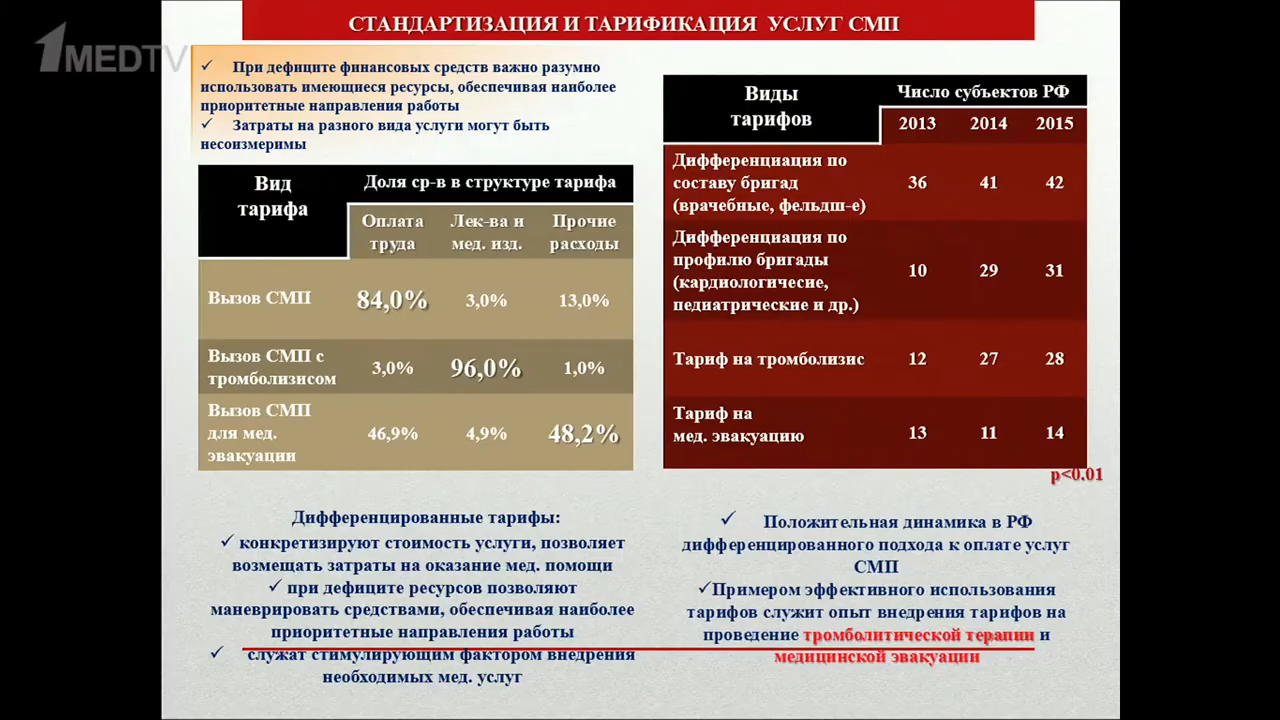 1MEDTV
СТАНДАРТИЗАЦИЯ И ТАРИФИКАЦИЯ УСЛУГ СМП
✓ При дефиците финансовых средств важно разумно
использовать имеющиеся ресурсы, обеспечивая наиболее
приоритетные направления работы
✓ Затраты на разного вида услуги могут быть
несоизмеримы
Вид
тарифа
Доля ср-в в структуре тарифа
Оплата
труда
Лек-ва и
мед. изд.
Прочие
расходы
Вызов СМП
84,0%
3,0%
13,0%
Вызов СМП с
тромболизисом
3,0%
96,0%
1,0%
Вызов СМП
для мед.
эвакуации
46,9%
4,9%
48,2%
Дифференцированные тарифы:
✓ конкретизируют стоимость услуги, позволяет
возмещать затраты на оказание мед. помощи
✓ при дефиците ресурсов позволяют
маневрировать средствами, обеспечивая наиболее
приоритетные направления работы
✓ служат стимулирующим фактором внедрения
необходимых мед. услуг
Виды
тарифов
Число субъектов РФ
2013
2014
2015
Дифференциация по
составу бригад
(врачебные, фельдш-е)
36
41
42
Дифференциация по
профилю бригады
(кардиологичесие,
педиатрические и др.)
10
29
31
Тариф на тромболизис
12
27
28
Тариф на
мед. эвакуацию
13
11
14
p<0.01
✓ Положительная динамика в РФ
дифференцированного подхода к оплате услуг
СМП
✓Примером эффективного использования
тарифов служит опыт внедрения тарифов на
проведение тромболитической терапии и
медицинской эвакуации